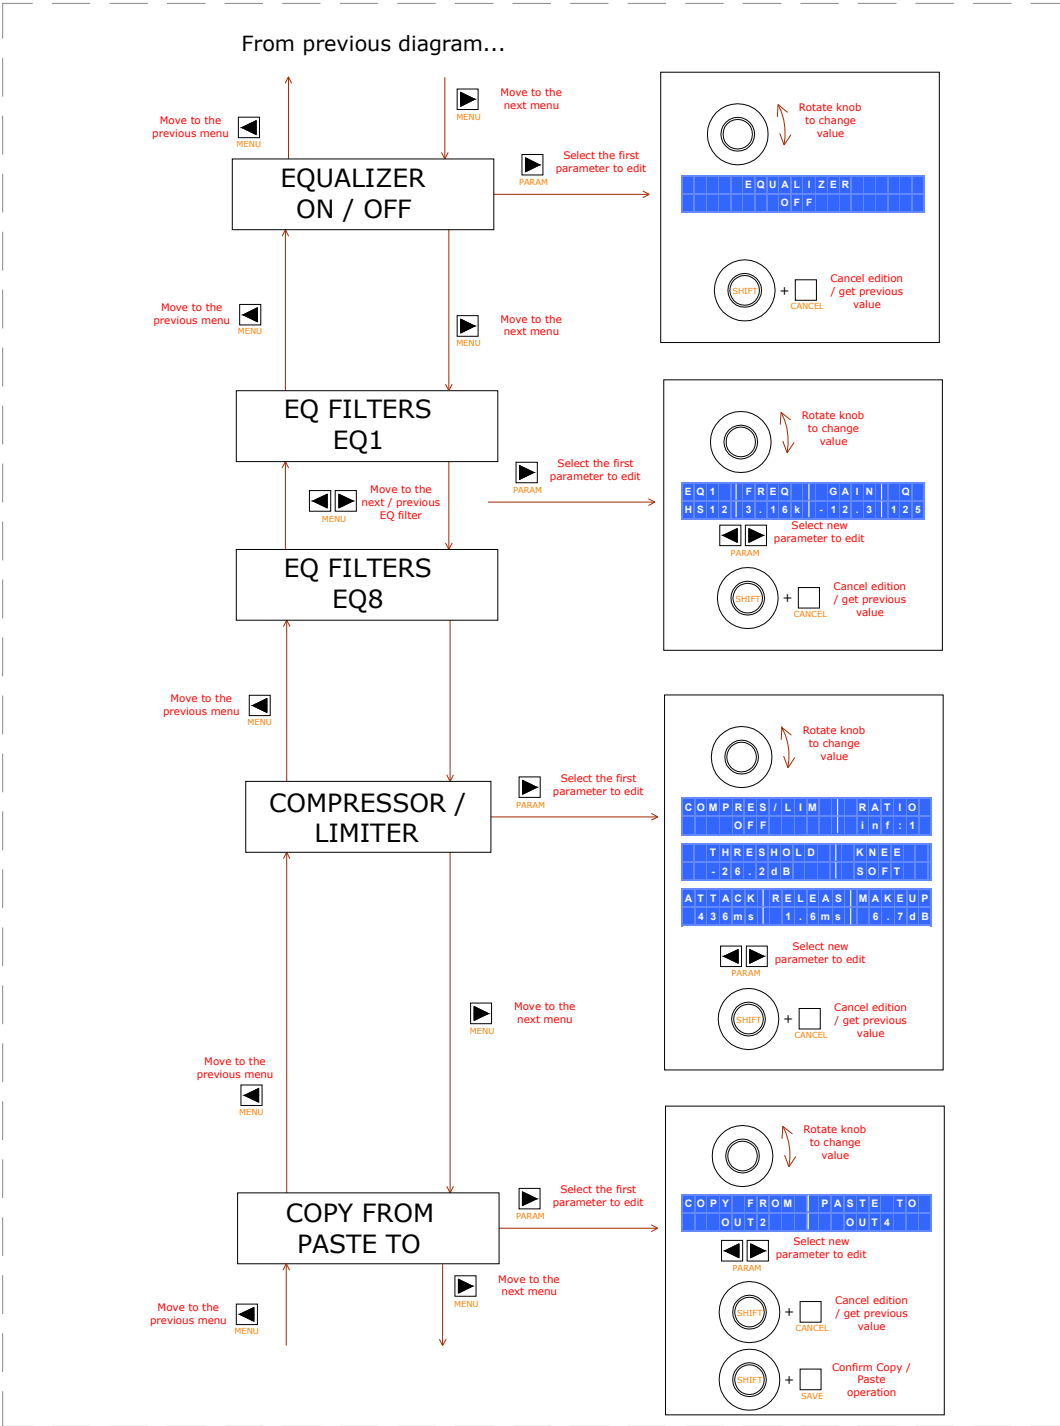 From previous diagram...
Move to the
next menu
MENU
Move to the
previous menu
MENU
Rotate knob
to change
value
EQUALIZER
ON / OFF
Select the first
parameter to edit
PARAM
EQUALIZER
OFF
SHIFT
+
CANCEL
Cancel edition
/ get previous
value
Move to the
previous menu
MENU
Move to the
next menu
MENU
EQ FILTERS
EQ1
Rotate knob
to change
value
Select the first
parameter to edit
PARAM
EQ1 FREQ GAIN Q
HS12 3.16k -12.3 125
Move to the
next / previous
EQ filter
MENU
Select new
parameter to edit
PARAM
EQ FILTERS
EQ8
SHIFT
+
CANCEL
Cancel edition
/ get previous
value
Move to the
previous menu
MENU
Rotate knob
to change
value
COMPRESSOR /
LIMITER
Select the first
parameter to edit
PARAM
COMPRES/LIM RATIO
OFF inf:1
THRESHOLD KNEE
-26.2dB SOFT
ATTACK RELEAS MAKEUP
436ms 1.6ms 6.7dB
Select new
parameter to edit
PARAM
SHIFT
+
CANCEL
Cancel edition
/ get previous
value
Move to the
next menu
MENU
Move to the
previous menu
MENU
Rotate knob
to change
value
COPY FROM
PASTE TO
Select the first
parameter to edit
PARAM
COPY FROM PASTE TO
OUT2 OUT4
Select new
parameter to edit
PARAM
Move to the
next menu
MENU
Move to the
previous menu
MENU
SHIFT
+
CANCEL
Cancel edition
/ get previous
value
SHIFT
+
SAVE
Confirm Copy /
Paste
operation